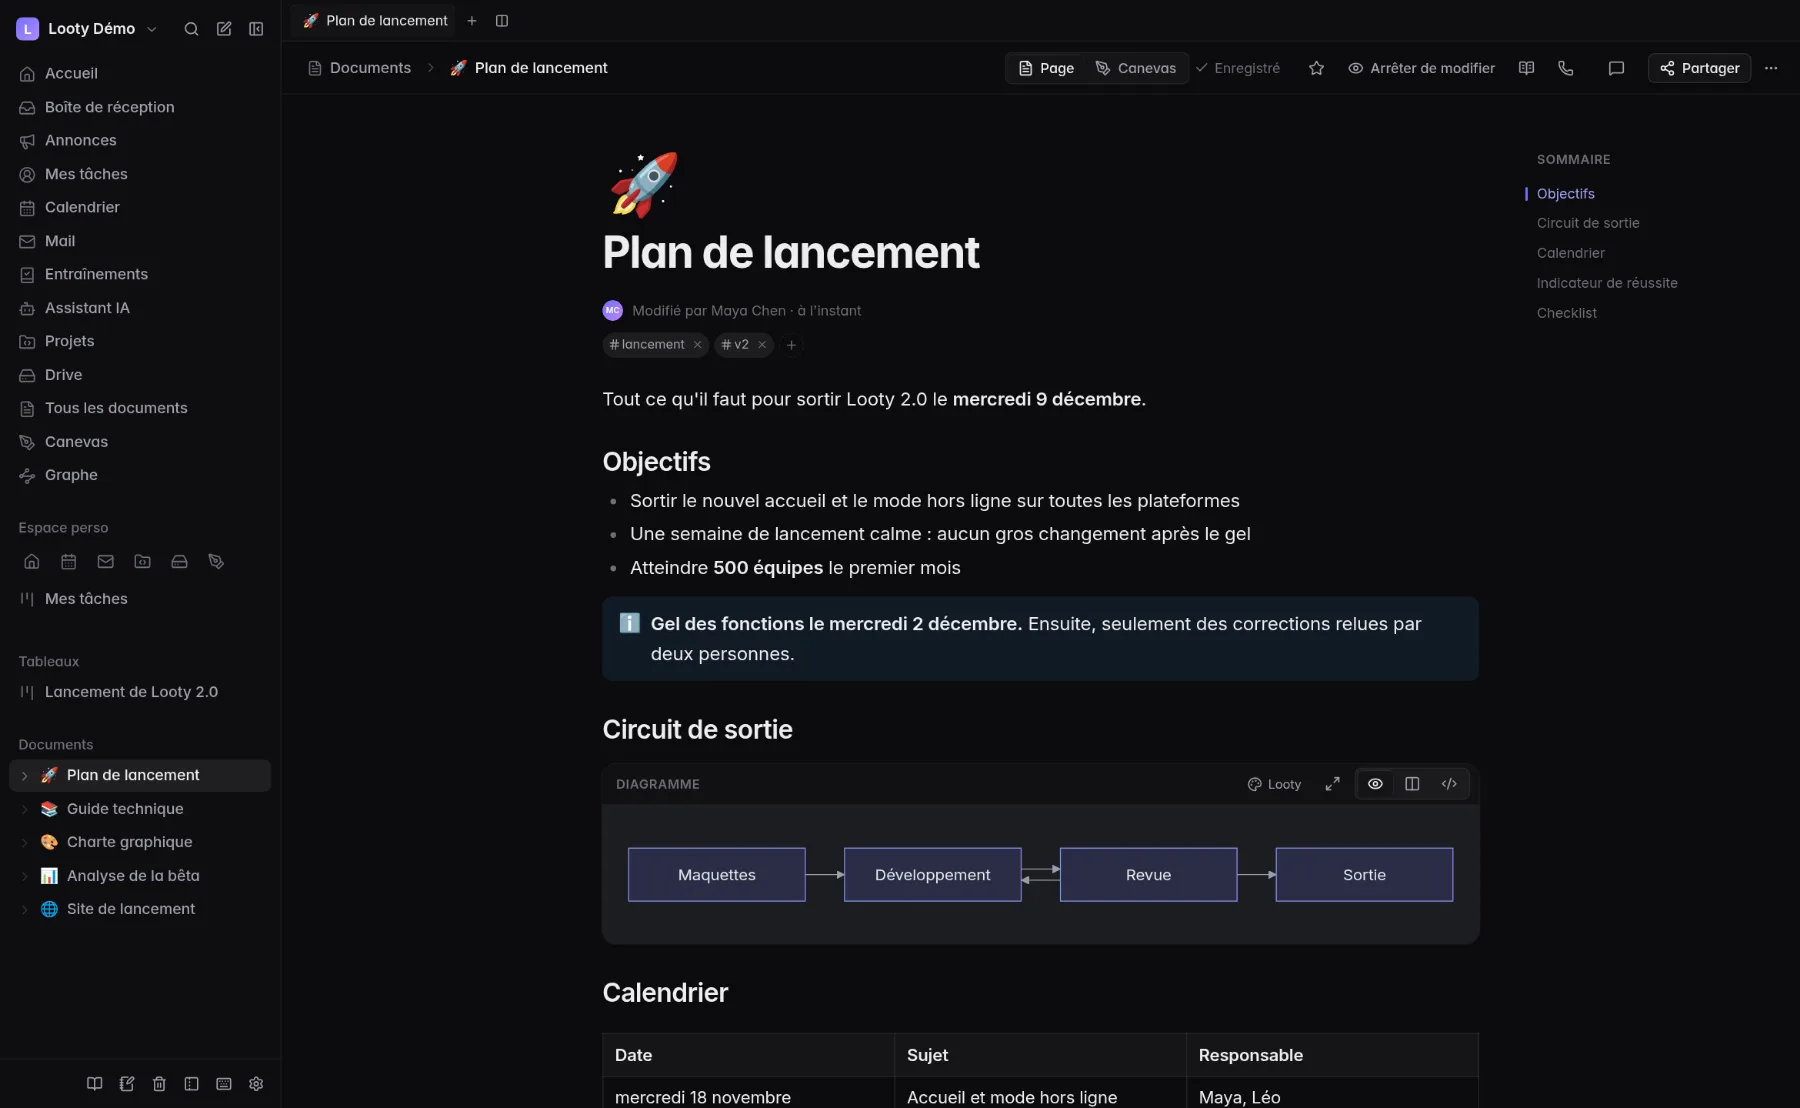 L Looty Démo
Accueil
Boîte de réception
Annonces
Mes tâches
Calendrier
Mail
Entraînements
Assistant IA
Projets
Drive
Tous les documents
Canevas
Graphe
Espace perso
Mes tâches
Tableaux
Lancement de Looty 2.0
Documents
Plan de lancement
Guide technique
Charte graphique
Analyse de la bêta
Site de lancement
Plan de lancement
Documents > Plan de lancement
Page Canevas Enregistré Arrêter de modifier Partager
Plan de lancement
MC Modifié par Maya Chen · à l'instant
#lancement × #v2 × +
Tout ce qu'il faut pour sortir Looty 2.0 le mercredi 9 décembre.
Objectifs
Sortir le nouvel accueil et le mode hors ligne sur toutes les plateformes
Une semaine de lancement calme : aucun gros changement après le gel
Atteindre 500 équipes le premier mois
Gel des fonctions le mercredi 2 décembre. Ensuite, seulement des corrections relues par
deux personnes.
Circuit de sortie
DIAGRAMME Looty
Maquettes Développement Revue Sortie
Calendrier
Date Sujet Responsable
mercredi 18 novembre Accueil et mode hors ligne Maya, Léo
SOMMAIRE
Objectifs
Circuit de sortie
Calendrier
Indicateur de réussite
Checklist